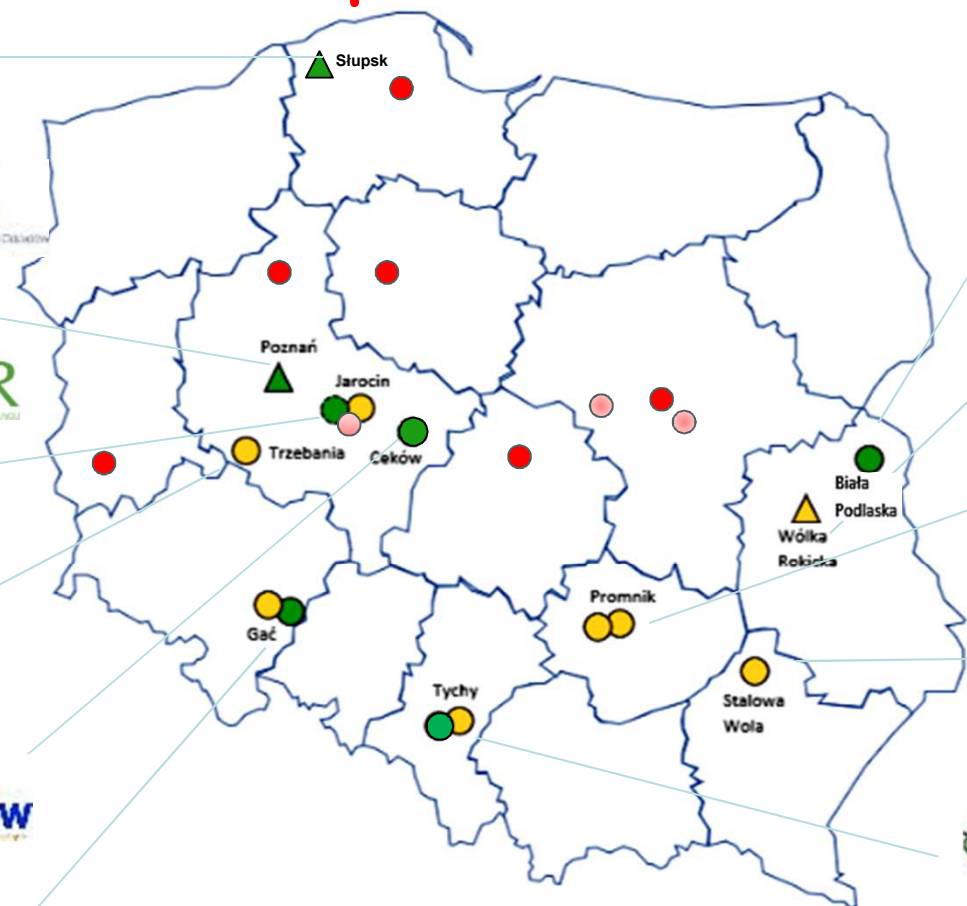 Słupsk
Poznań
R
Jarocin
Trzebania
Ceków
Biała
Podlaska
Wólka
Rokicka
Promnik
Gać
Tychy
Stalowa
Wola
W